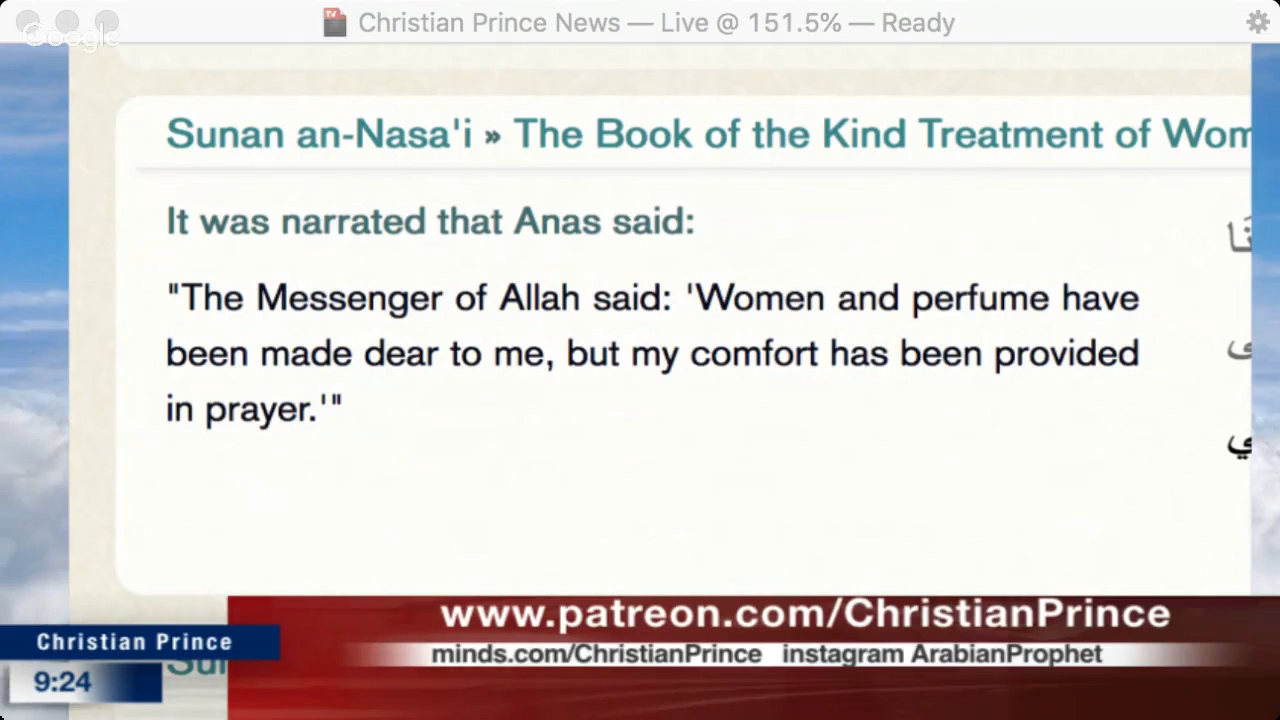 Christian Prince News — Live @ 151.5% — Ready
Google
Sunan an-Nasa'i » The Book of the Kind Treatment of
It was narrated that Anas said:
"The Messenger of Allah said: 'Women and perfume have
been made dear to me, but my comfort has been provided
in prayer.'"
www.patreon.com/ChristianPrince
Christian Prince
minds.com/ChristianPrince instagram ArabianProphet
9:24